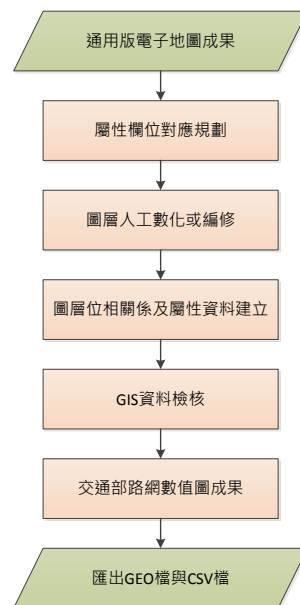 通用版電子地圖成果
屬性欄位對應規劃
圖層人工數化或編修
圖層位相關係及屬性資料建立
GIS資料檢核
交通部路網數值圖成果
匯出GEO檔與CSV檔